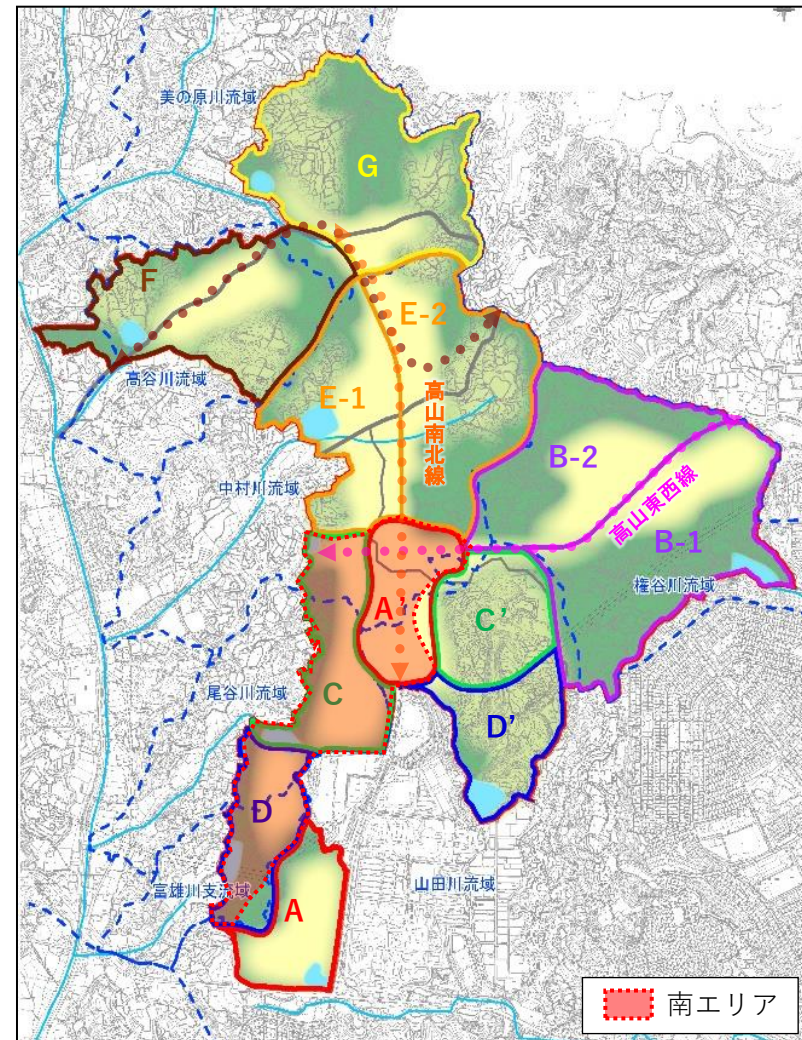 美の原川流域
G
F
E-2
高谷川流域
E-1
高山南北線
B-2
中村川流域
高山東西線
B-1
権谷川流域
A’
C’
尾谷川流域
C
D’
D
富雄川支流域
A
山田川流域
南エリア